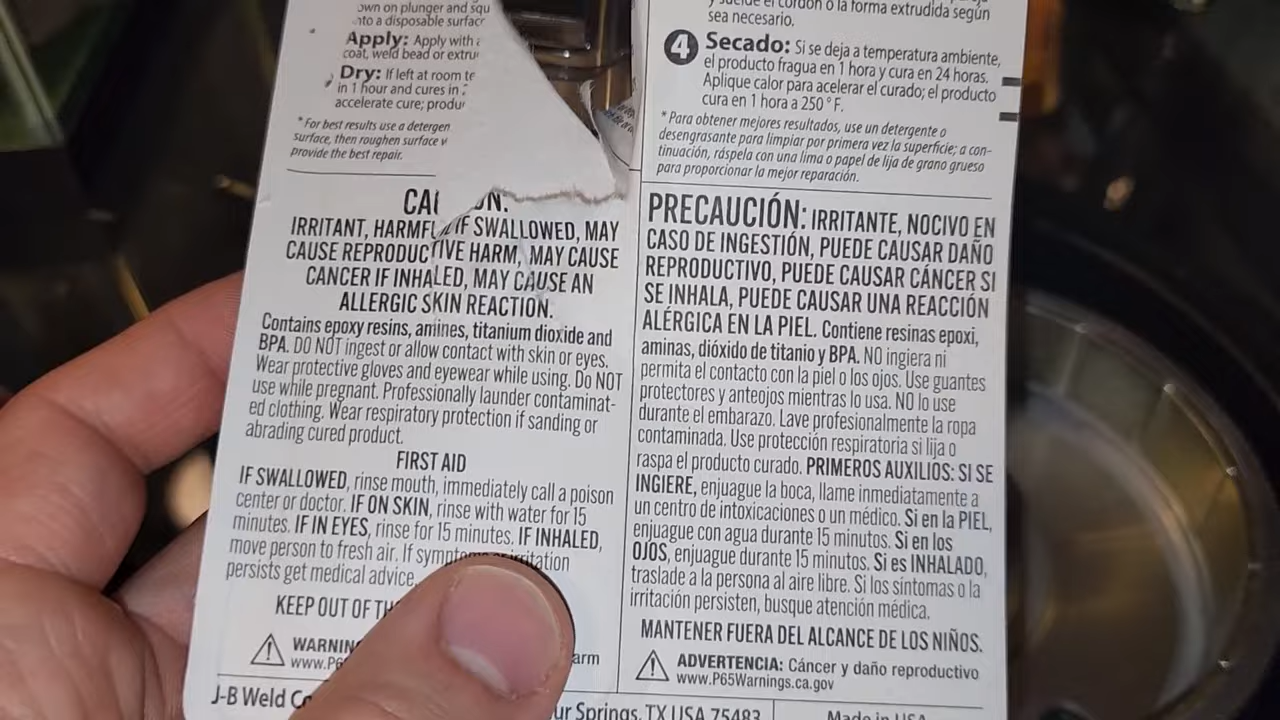 own on plunger and squ
nto a disposable surfac
Apply: Apply with a
coat, weld bead or extru
Dry: If left at room te
in 1 hour and cures in 2
accelerate cure; produ
* For best results use a detergen
surface, then roughen surface w
provide the best repair.
CAU ON:
IRRITANT, HARMFUL IF SWALLOWED, MAY
CAUSE REPRODUCTIVE HARM, MAY CAUSE
CANCER IF INHALED, MAY CAUSE AN
ALLERGIC SKIN REACTION.
Contains epoxy resins, amines, titanium dioxide and
BPA. DO NOT ingest or allow contact with skin or eyes.
Wear protective gloves and eyewear while using. Do NOT
use while pregnant. Professionally launder contaminat-
ed clothing. Wear respiratory protection if sanding or
abrading cured product.
FIRST AID
IF SWALLOWED, rinse mouth, immediately call a poison
center or doctor. IF ON SKIN, rinse with water for 15
minutes. IF IN EYES, rinse for 15 minutes. IF INHALED,
move person to fresh air. If symptoms or irritation
persists get medical advice.
KEEP OUT OF TH
WARNIN
www.P6 arm
y suelde el cordón o la forma extrudida según
sea necesario.
4 Secado: Si se deja a temperatura ambiente,
el producto fragua en 1 hora y cura en 24 horas.
Aplique calor para acelerar el curado; el producto
cura en 1 hora a 250 ° F.
* Para obtener mejores resultados, use un detergente o
desengrasante para limpiar por primera vez la superficie; a con-
tinuación, ráspela con una lima o papel de lija de grano grueso
para proporcionar la mejor reparación.
PRECAUCIÓN: IRRITANTE, NOCIVO EN
CASO DE INGESTIÓN, PUEDE CAUSAR DAÑO
REPRODUCTIVO, PUEDE CAUSAR CÁNCER SI
SE INHALA, PUEDE CAUSAR UNA REACCIÓN
ALÉRGICA EN LA PIEL. Contiene resinas epoxi,
aminas, dióxido de titanio y BPA. NO ingiera ni
permita el contacto con la piel o los ojos. Use guantes
protectores y anteojos mientras lo usa. NO lo use
durante el embarazo. Lave profesionalmente la ropa
contaminada. Use protección respiratoria si lija o
raspa el producto curado. PRIMEROS AUXILIOS: SI SE
INGIERE, enjuague la boca, llame inmediatamente a
un centro de intoxicaciones o un médico. Si en la PIEL,
enjuague con agua durante 15 minutos. Si en los
OJOS, enjuague durante 15 minutos. Si es INHALADO,
traslade a la persona al aire libre. Si los síntomas o la
irritación persisten, busque atención médica.
MANTENER FUERA DEL ALCANCE DE LOS NIÑOS.
ADVERTENCIA: Cáncer y daño reproductivo
www.P65Warnings.ca.gov
J-B Weld Co ur Springs, TX USA 75483
Made in USA